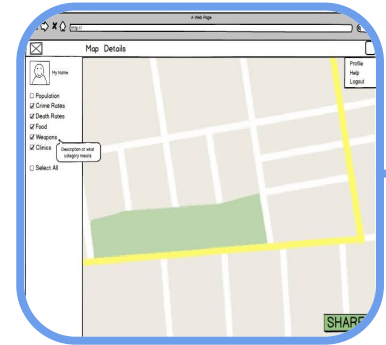 A Web Page
Map Details
Profile
Help
Logout
My Name
Population
Crime Rates
Death Rates
Food
Weapons
Clinics
Description of what
category means
Select All
SHARE